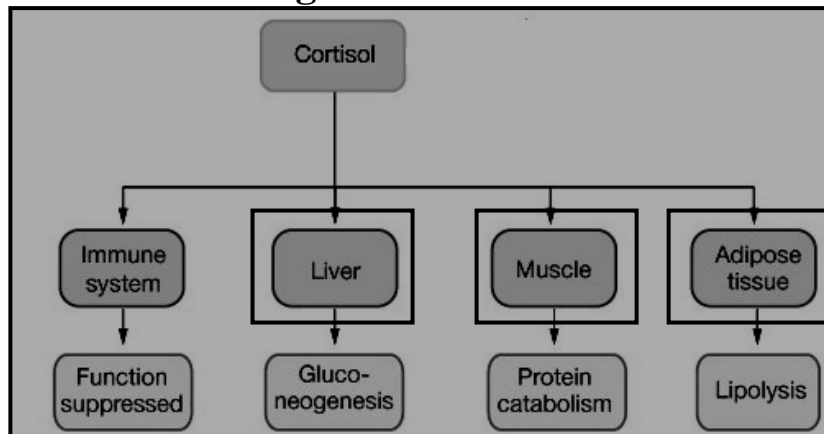 Cortisol
Immune
system
Liver
Muscle
Adipose
tissue
Function
suppressed
Gluco-
neogenesis
Protein
catabolism
Lipolysis